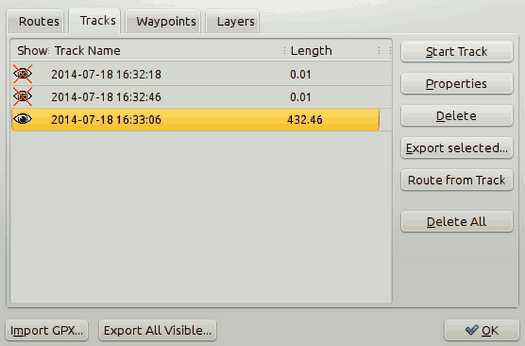 Routes Tracks Waypoints Layers
Show Track Name Length
2014-07-18 16:32:18 0.01
2014-07-18 16:32:46 0.01
2014-07-18 16:33:06 432.46
Start Track
Properties
Delete
Export selected...
Route from Track
Delete All
Import GPX... Export All Visible... OK